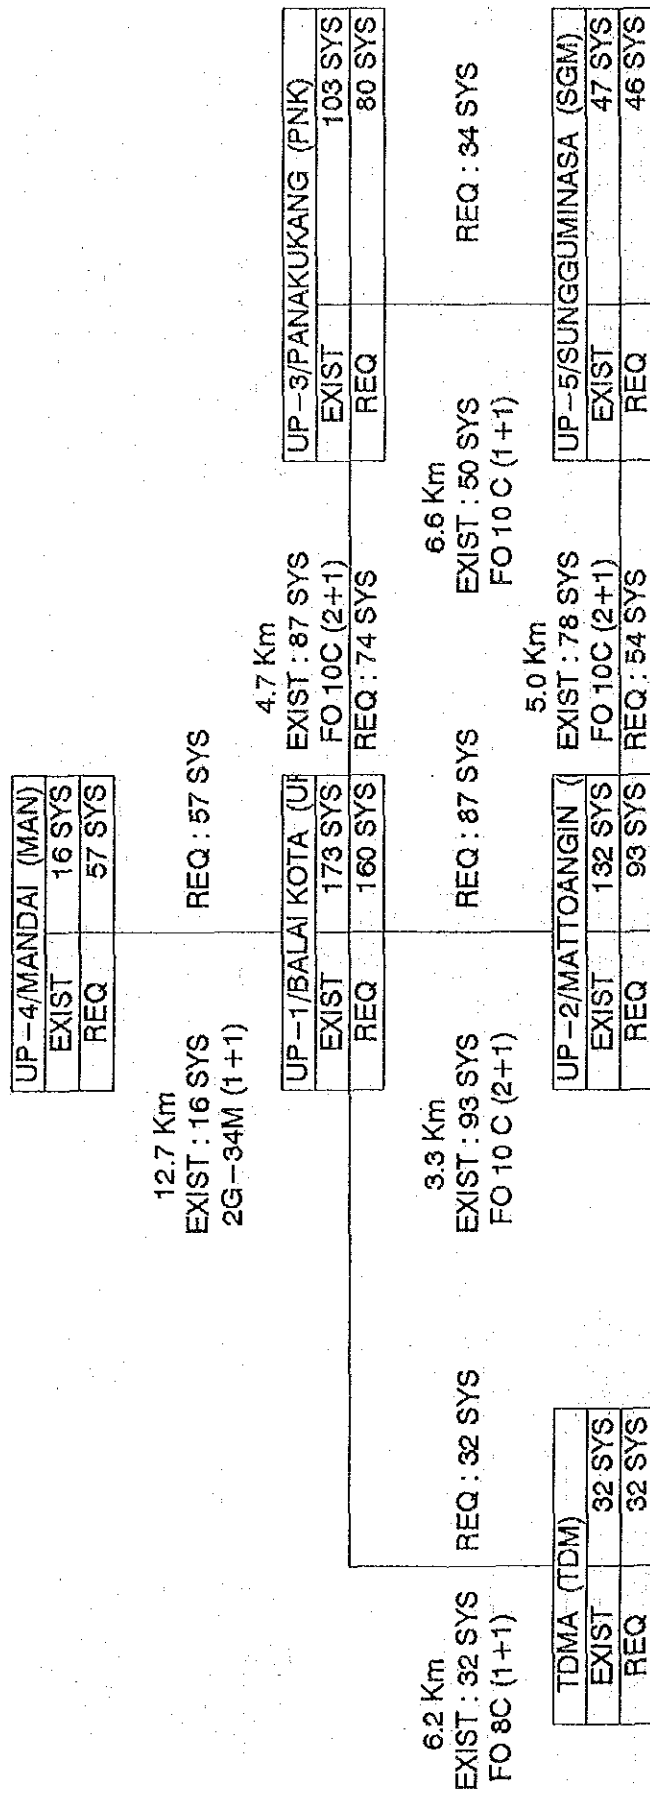 UP-4/MANDAI (MAN)
EXIST 16 SYS
REQ 57 SYS
12.7 Km
EXIST : 16 SYS
2G-34M (1+1)
REQ : 57 SYS
UP-1/BALAI KOTA (UP
EXIST 173 SYS
REQ 160 SYS
4.7 Km
EXIST : 87 SYS
FO 10C (2+1)
REQ : 74 SYS
UP-3/PANAKUKANG (PNK)
EXIST 103 SYS
REQ 80 SYS
6.2 Km
EXIST : 32 SYS
FO 8C (1+1)
REQ : 32 SYS
3.3 Km
EXIST : 93 SYS
FO 10 C (2+1)
REQ : 87 SYS
6.6 Km
EXIST : 50 SYS
FO 10 C (1+1)
REQ : 34 SYS
TDMA (TDM)
EXIST 32 SYS
REQ 32 SYS
UP-2/MATTOANGIN (
EXIST 132 SYS
REQ 93 SYS
5.0 Km
EXIST : 78 SYS
FO 10C (2+1)
REQ : 54 SYS
UP-5/SUNGGUMINASA (SGM)
EXIST 47 SYS
REQ 46 SYS